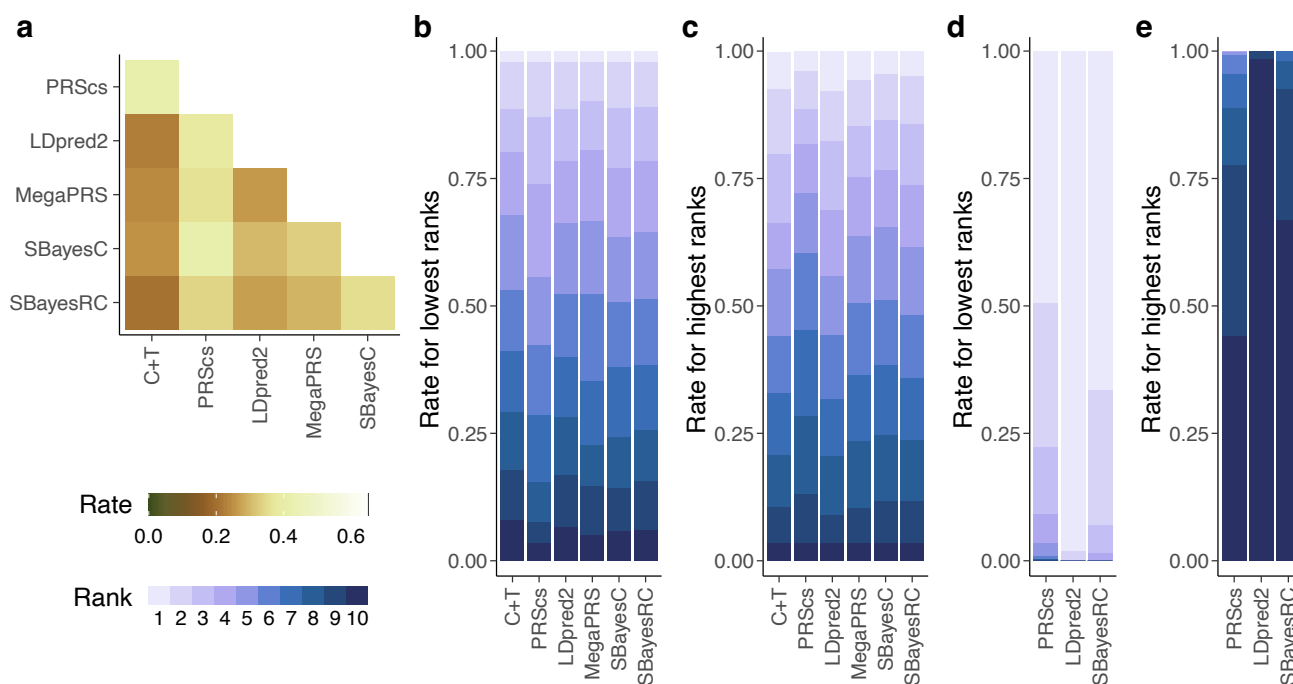 a
PRScs
LDpred2
MegaPRS
SBayesC
SBayesRC
C+T
PRScs
LDpred2
MegaPRS
SBayesC
Rate
0.0 0.2 0.4 0.6
Rank
1 2 3 4 5 6 7 8 9 10
b
Rate for lowest ranks
1.00
0.75
0.50
0.25
0.00
C+T
PRScs
LDpred2
MegaPRS
SBayesC
SBayesRC
c
Rate for highest ranks
1.00
0.75
0.50
0.25
0.00
C+T
PRScs
LDpred2
MegaPRS
SBayesC
SBayesRC
d
Rate for lowest ranks
1.00
0.75
0.50
0.25
0.00
PRScs
LDpred2
SBayesRC
e
Rate for highest ranks
1.00
0.75
0.50
0.25
0.00
PRScs
LDpred2
SBayesRC